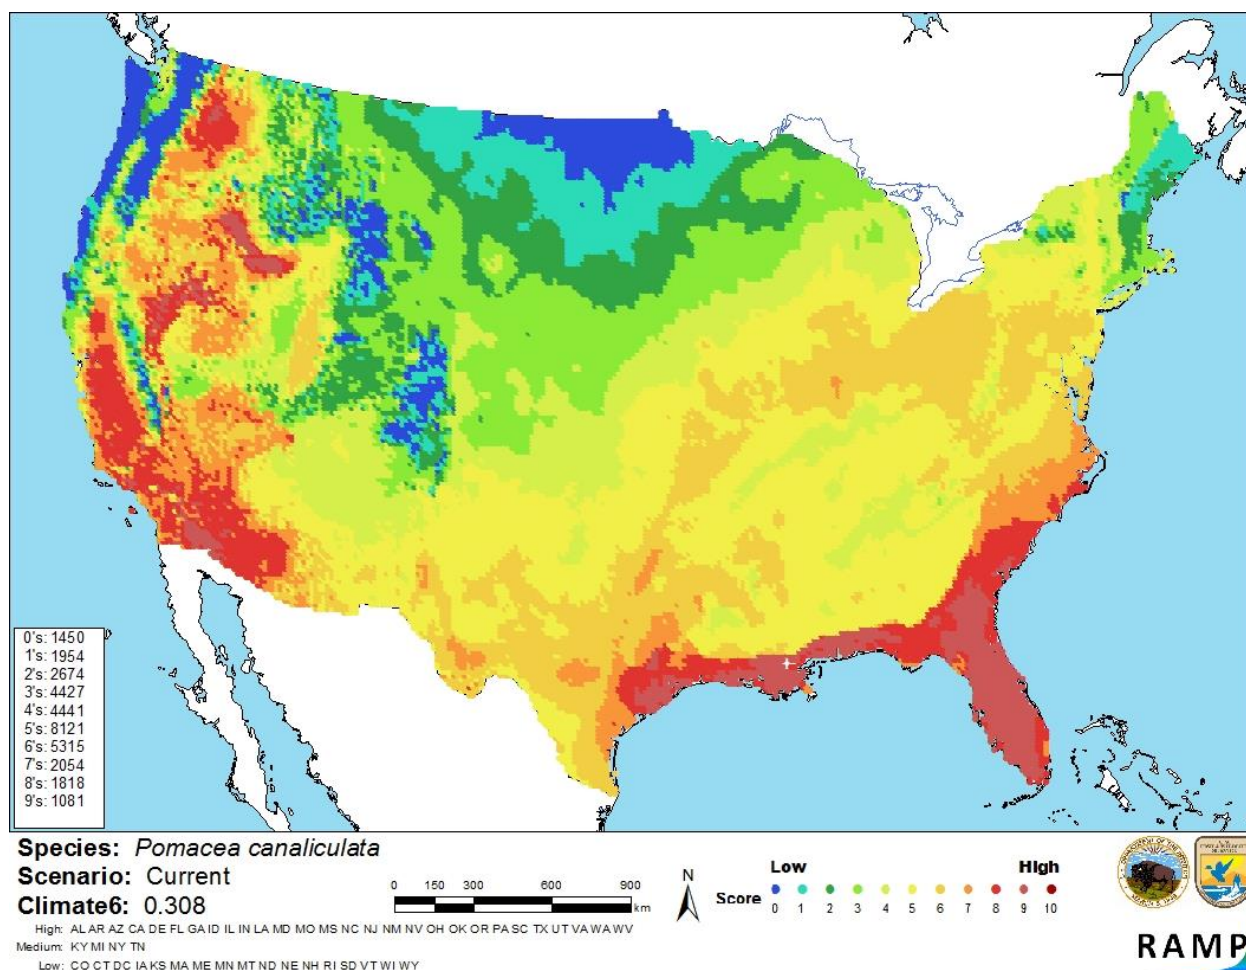 0's: 1450
1's: 1954
2's: 2674
3's: 4427
4's: 4441
5's: 8121
6's: 5315
7's: 2054
8's: 1818
9's: 1081
Species: Pomacea canaliculata
Scenario: Current
Climate6: 0.308
0 150 300 600 900
km
N
Low High
Score 0 1 2 3 4 5 6 7 8 9 10
High: AL AR AZ CA DE FL GA ID IL IN LA MD MO MS NC NJ NM NV OH OK OR PA SC TX UT VA WA WV
Medium: KY MI NY TN
Low: CO CT DC IA KS MA ME MN MT ND NE NH RI SD VT WI WY
RAMP